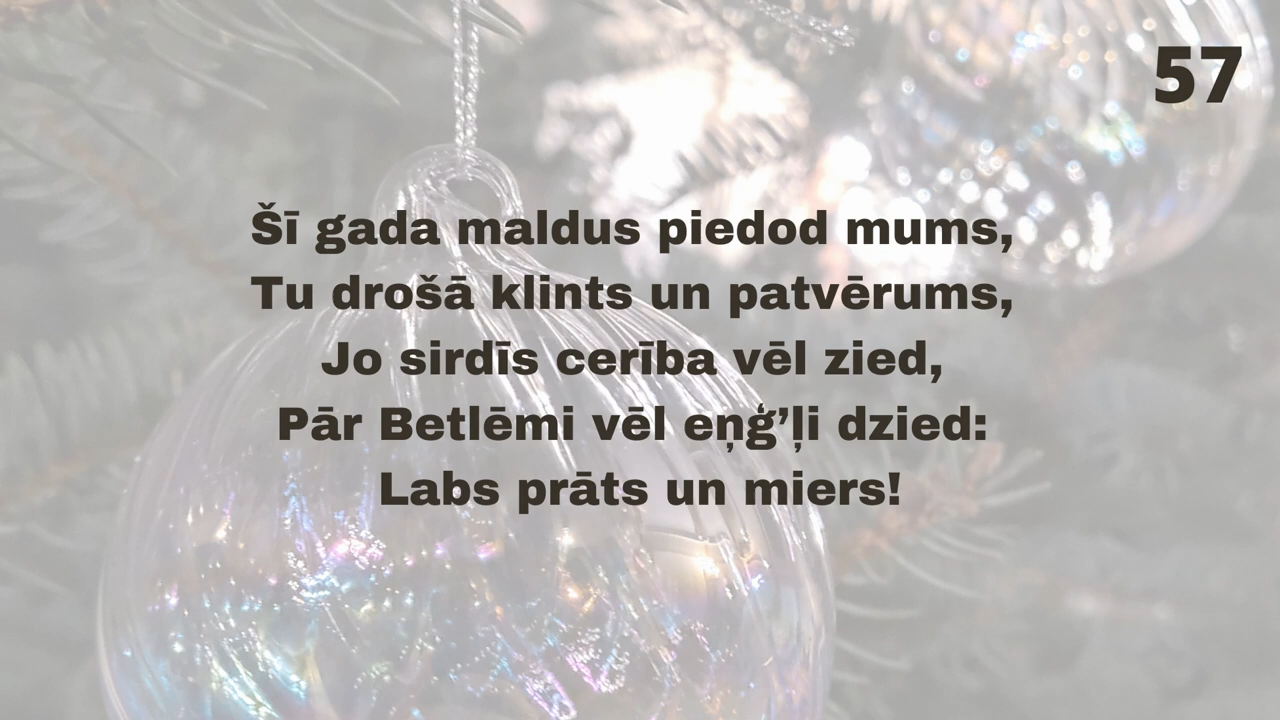 57
Šī gada maldus piedod mums,
Tu drošā klints un patvērums,
Jo sirdīs cerība vēl zied,
Pār Betlēmi vēl eņģ’ļi dzied:
Labs prāts un miers!